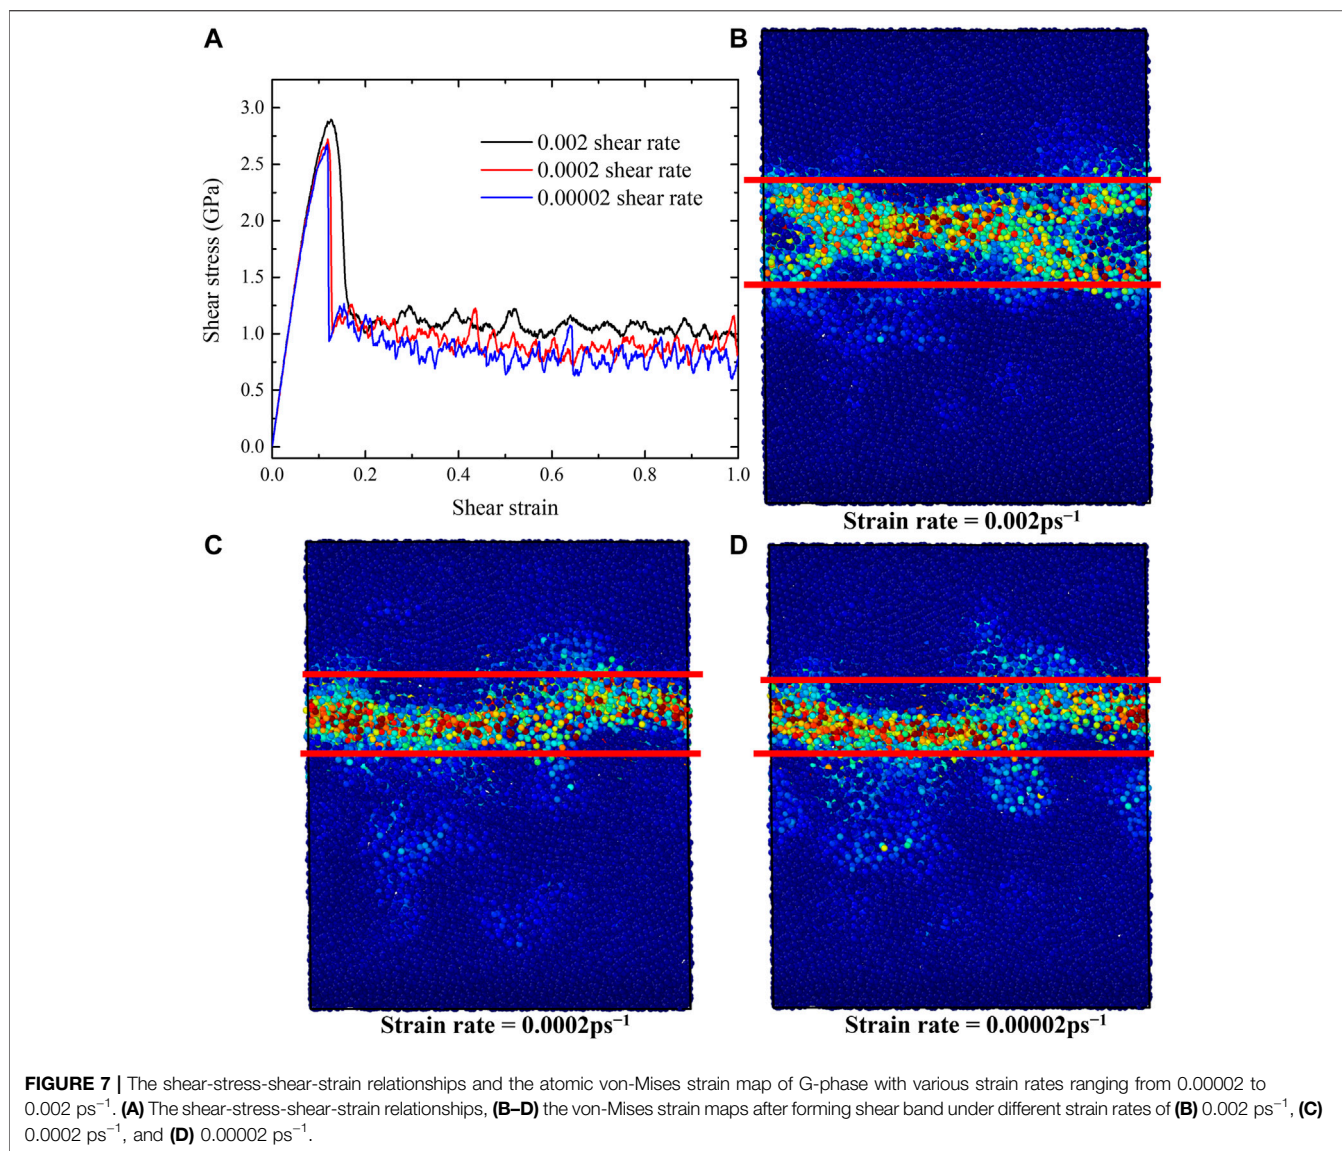 A
B
3.0
2.5
2.0
1.5
1.0
0.5
0.0
Shear stress (GPa)
0.002 shear rate
0.0002 shear rate
0.00002 shear rate
0.0 0.2 0.4 0.6 0.8 1.0
Shear strain
Strain rate = 0.002ps⁻¹
C
D
Strain rate = 0.0002ps⁻¹
Strain rate = 0.00002ps⁻¹
FIGURE 7 | The shear-stress-shear-strain relationships and the atomic von-Mises strain map of G-phase with various strain rates ranging from 0.00002 to
0.002 ps⁻¹. (A) The shear-stress-shear-strain relationships, (B–D) the von-Mises strain maps after forming shear band under different strain rates of (B) 0.002 ps⁻¹, (C)
0.0002 ps⁻¹, and (D) 0.00002 ps⁻¹.